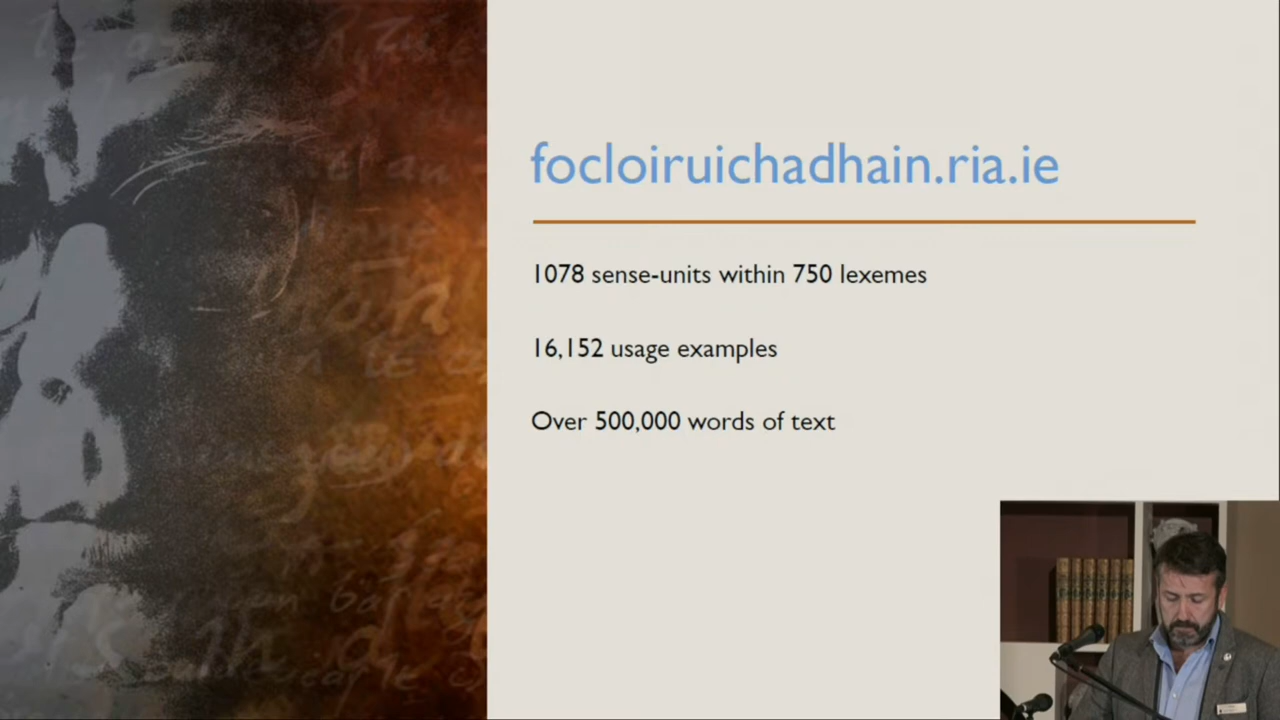 focloiruichadhain.ria.ie
1078 sense-units within 750 lexemes
16,152 usage examples
Over 500,000 words of text